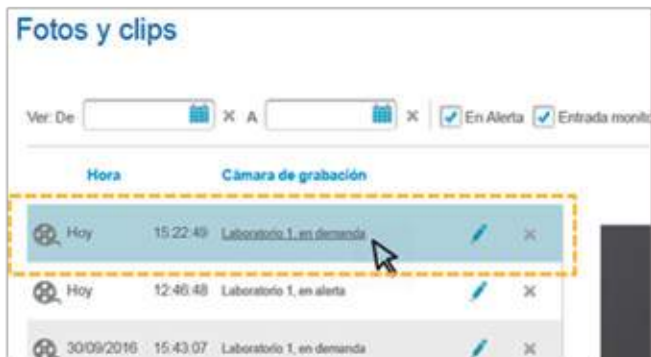 Fotos y clips
Ver: De A En Alerta Entrada monito
Hora Cámara de grabación
Hoy 15:22:49 Laboratorio 1, en demanda
Hoy 12:46:48 Laboratorio 1, en alerta
30/09/2016 15:43:07 Laboratorio 1, en demanda